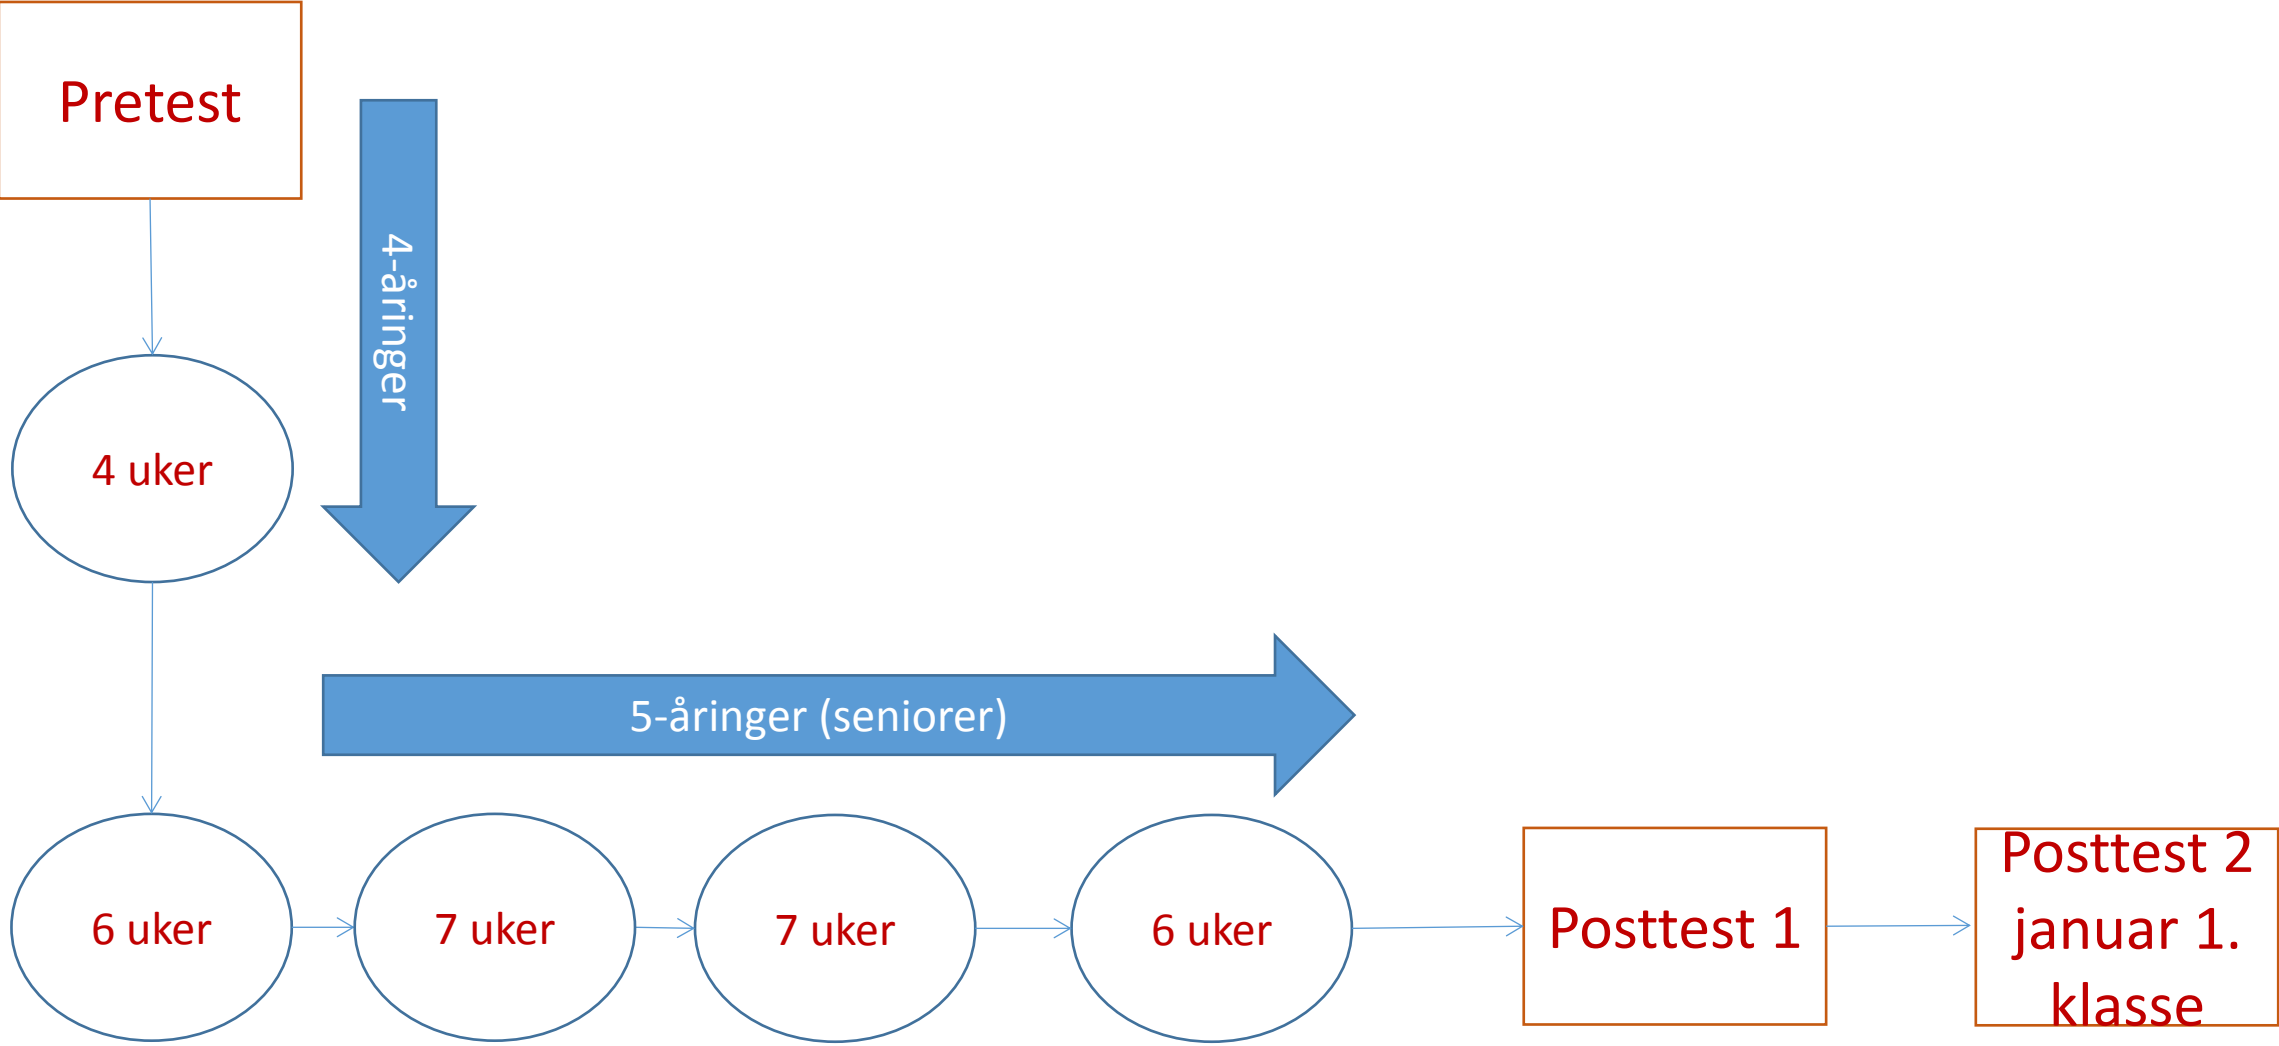 Pretest
4-åringer
4 uker
5-åringer (seniorer)
6 uker
7 uker
7 uker
6 uker
Posttest 1
Posttest 2
januar 1.
klasse